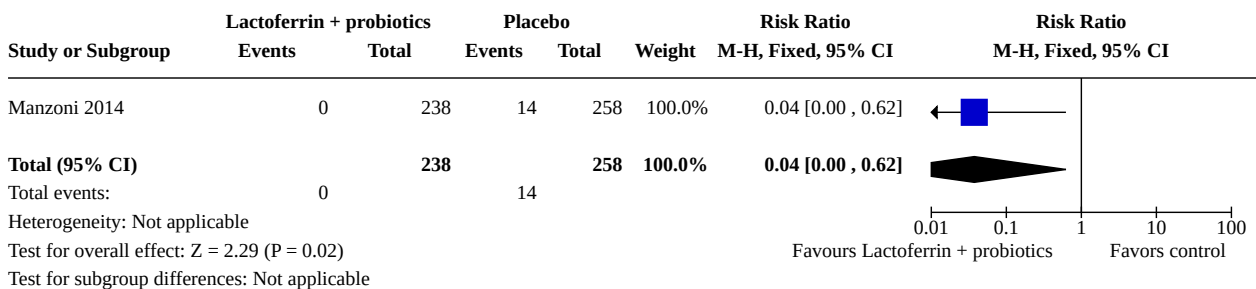 Lactoferrin + probiotics Placebo Risk Ratio Risk Ratio
Study or Subgroup Events Total Events Total Weight M-H, Fixed, 95% CI M-H, Fixed, 95% CI
Manzoni 2014 0 238 14 258 100.0% 0.04 [0.00 , 0.62]
Total (95% CI) 238 258 100.0% 0.04 [0.00 , 0.62]
Total events: 0 14
Heterogeneity: Not applicable
0.01 0.1 1 10 100
Test for overall effect: Z = 2.29 (P = 0.02) Favours Lactoferrin + probiotics Favors control
Test for subgroup differences: Not applicable